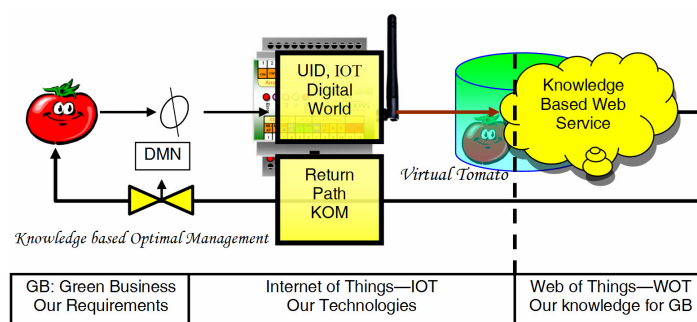 UID, IOT
Digital
World
Knowledge
Based Web
Service
DMN
Return
Path
KOM
Virtual Tomato
Knowledge based Optimal Management
GB: Green Business
Our Requirements
Internet of Things—IOT
Our Technologies
Web of Things—WOT
Our knowledge for GB